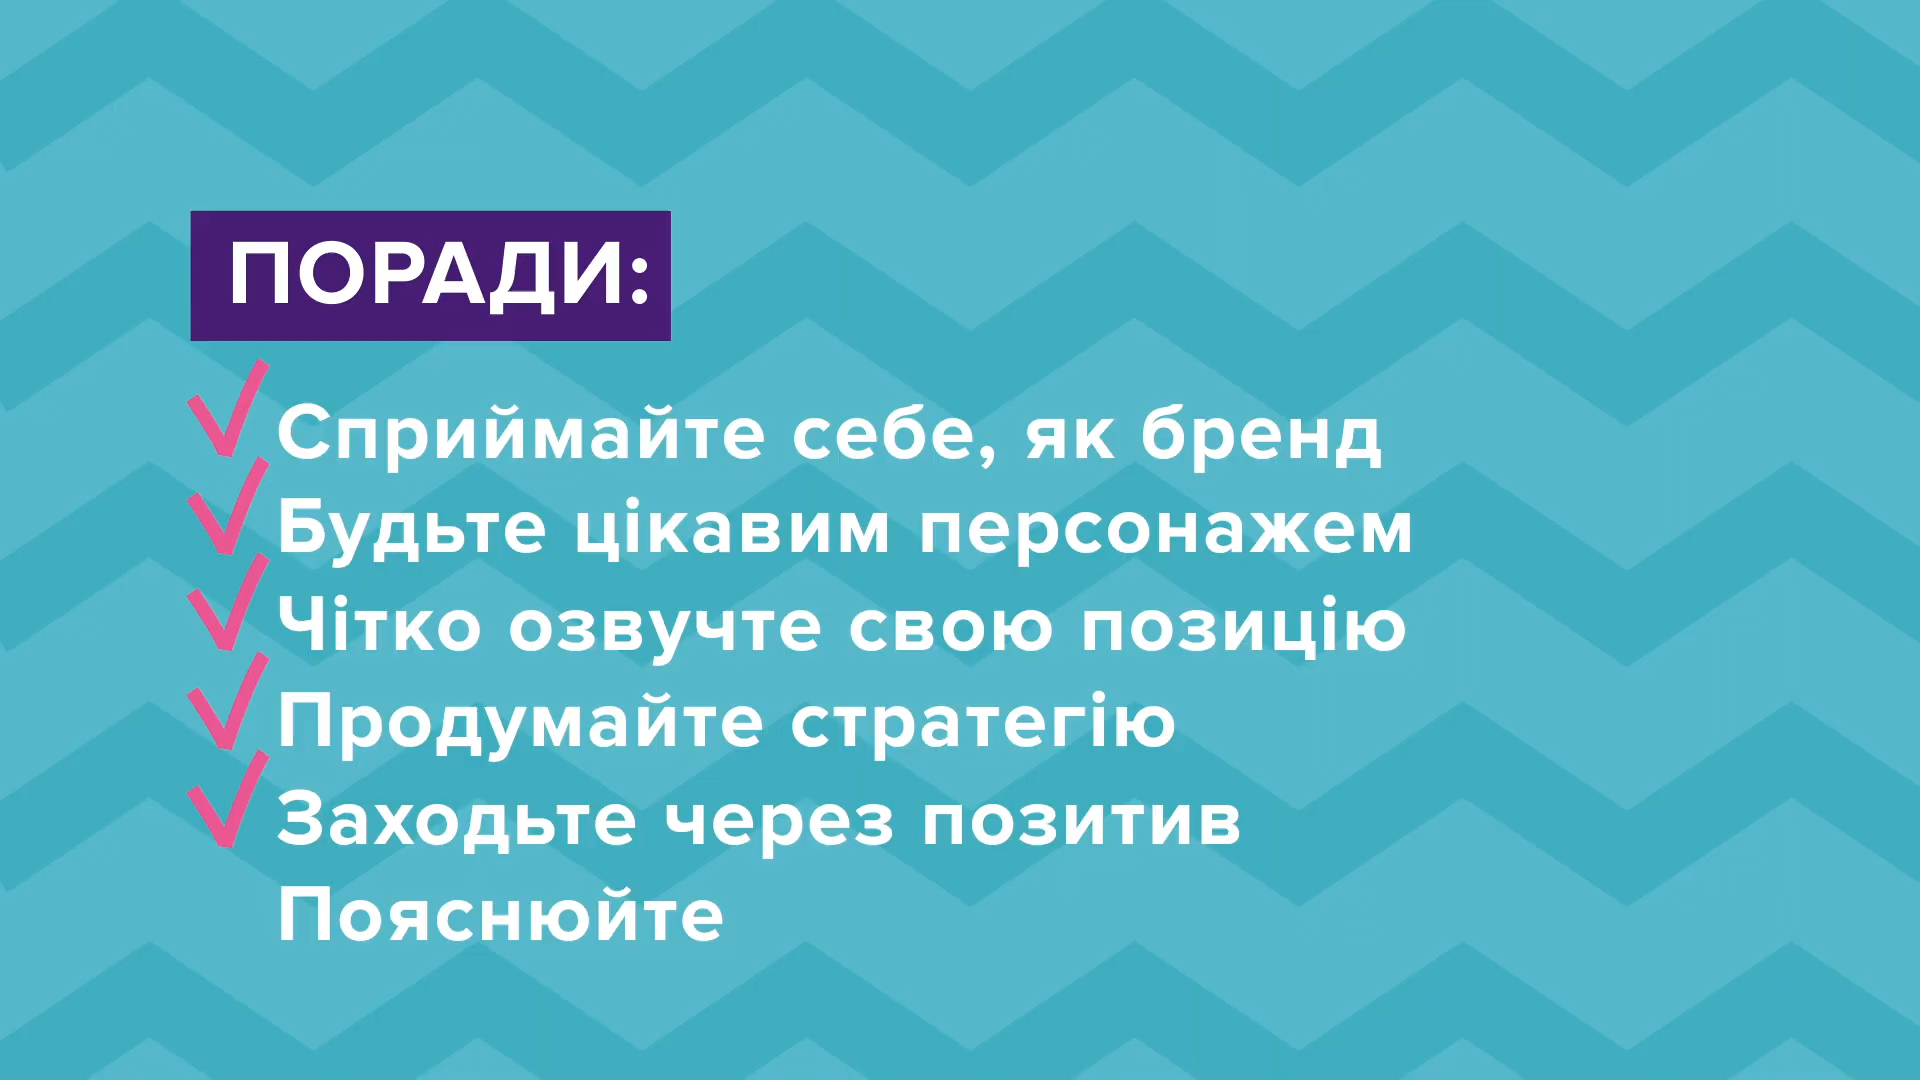 ПОРАДИ:
Сприймайте себе, як бренд
Будьте цікавим персонажем
Чітко озвучте свою позицію
Продумайте стратегію
Заходьте через позитив
Пояснюйте